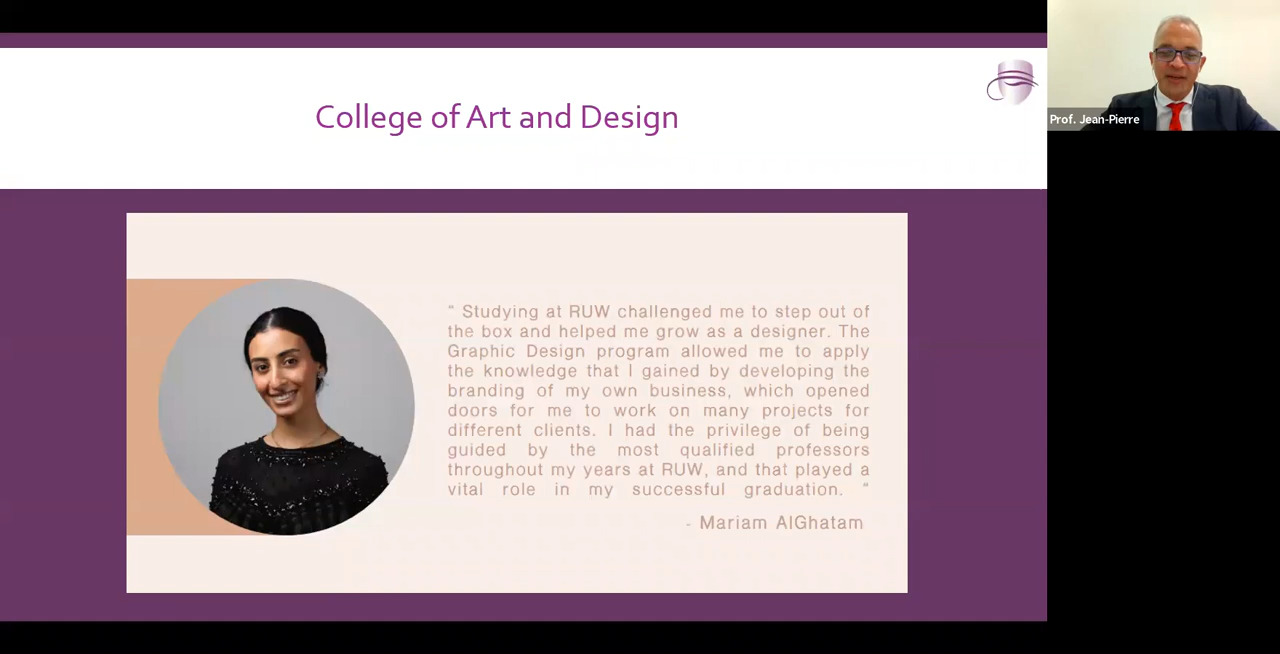 College of Art and Design
Prof. Jean-Pierre
“ Studying at RUW challenged me to step out of
the box and helped me grow as a designer. The
Graphic Design program allowed me to apply
the knowledge that I gained by developing the
branding of my own business, which opened
doors for me to work on many projects for
different clients. I had the privilege of being
guided by the most qualified professors
throughout my years at RUW, and that played a
vital role in my successful graduation. “
- Mariam AlGhatam